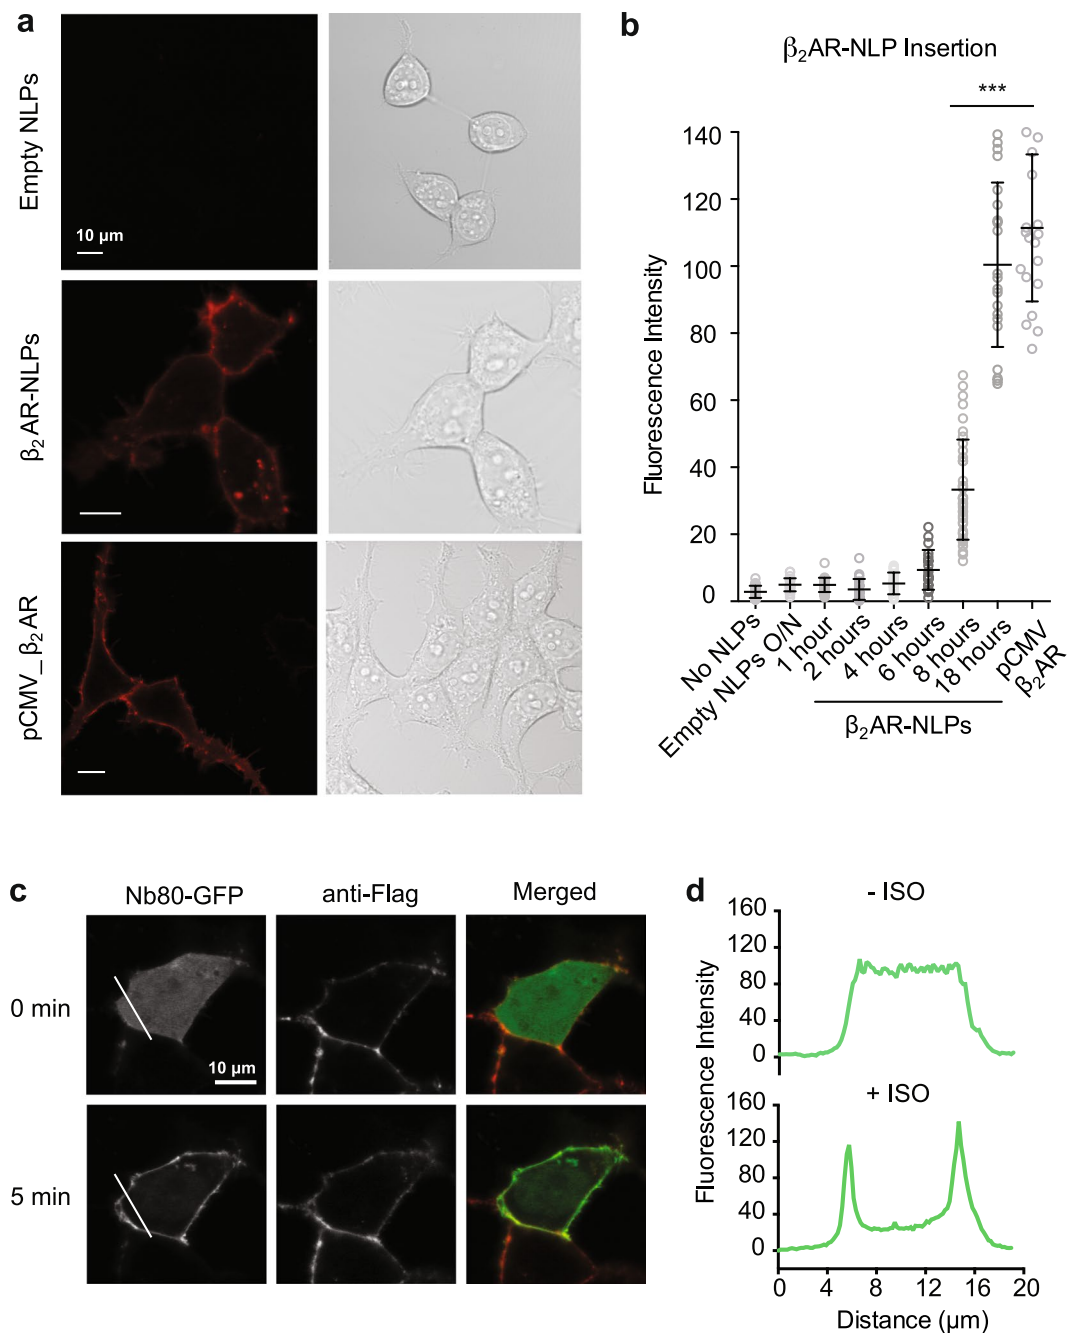 a
Empty NLPs
10 µm
β2AR-NLPs
pCMV_β2AR
b
β2AR-NLP Insertion
***
Fluorescence Intensity
140
120
100
80
60
40
20
0
No NLPs
Empty NLPs O/N
1 hour
2 hours
4 hours
6 hours
8 hours
18 hours
pCMV
β2AR
β2AR-NLPs
c
Nb80-GFP
anti-Flag
Merged
0 min
10 µm
5 min
d
- ISO
160
120
80
40
0
Fluorescence Intensity
+ ISO
160
120
80
40
0
0
4
8
12
16
20
Distance (µm)